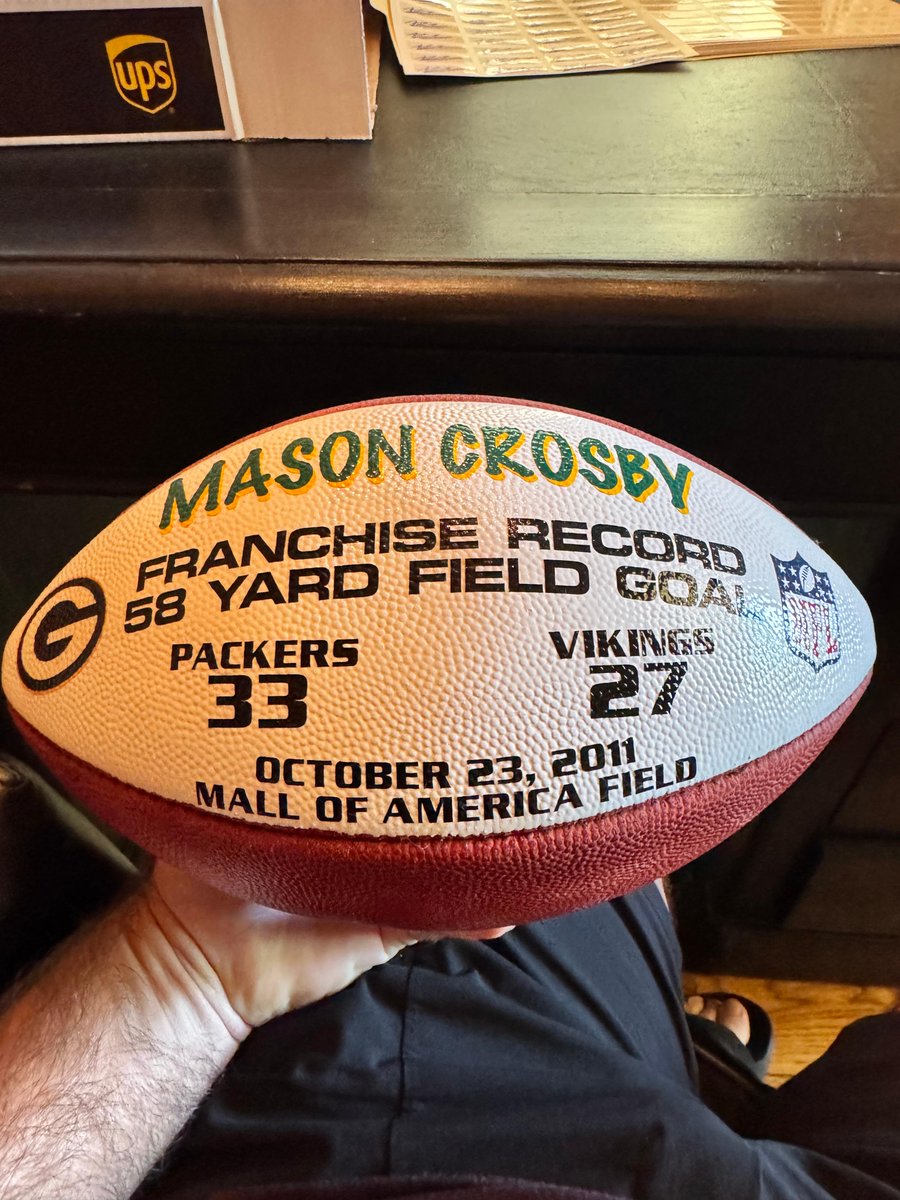 ups
MASON CROSBY
FRANCHISE RECORD
58 YARD FIELD GOAL
G
NFL
PACKERS
VIKINGS
33
27
OCTOBER 23, 2011
MALL OF AMERICA FIELD